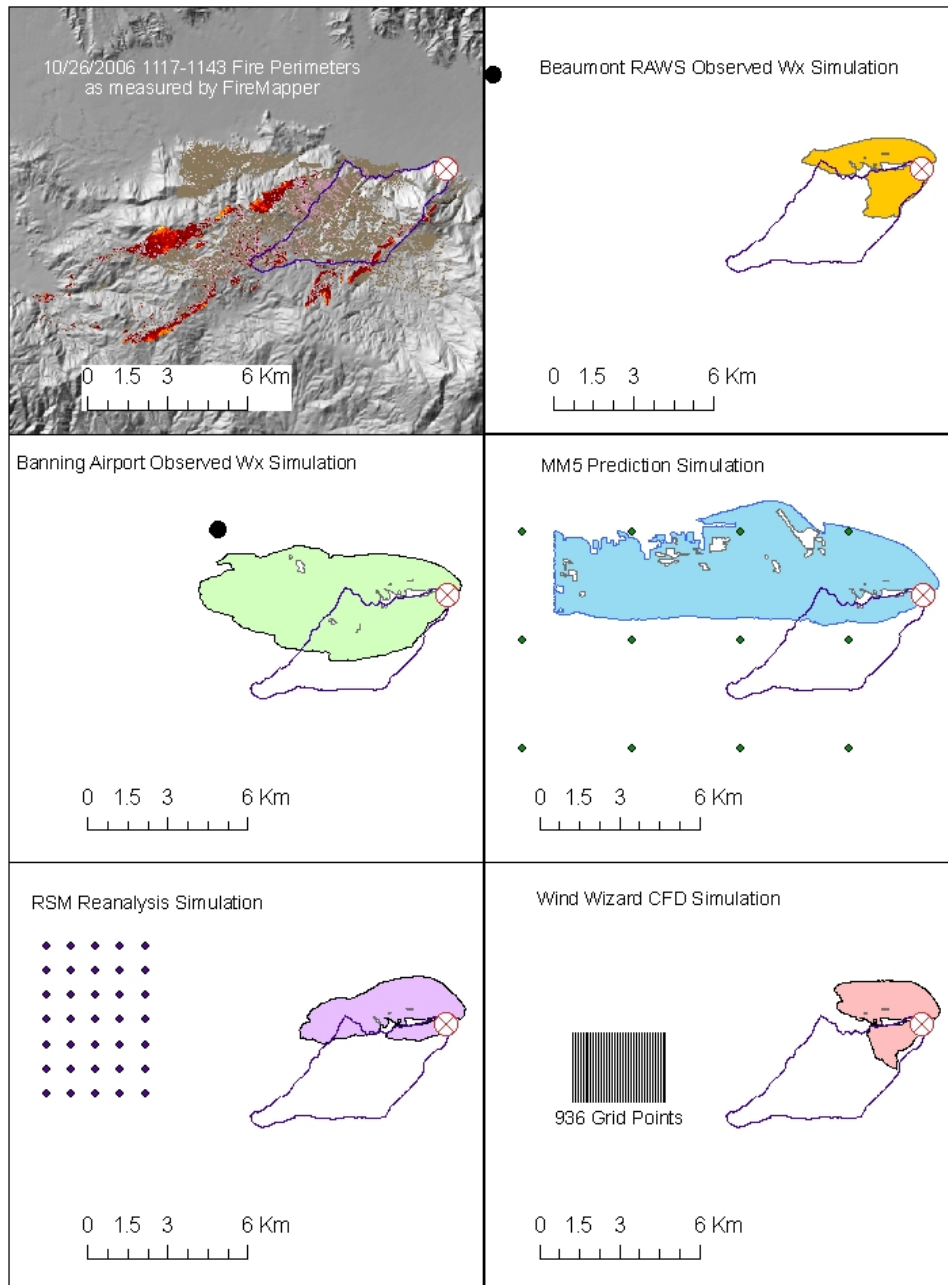 10/26/2006 1117-1143 Fire Perimeters
as measured by FireMapper
0 1.5 3 6 Km
Beaumont RAWS Observed Wx Simulation
0 1.5 3 6 Km
Banning Airport Observed Wx Simulation
0 1.5 3 6 Km
MM5 Prediction Simulation
0 1.5 3 6 Km
RSM Reanalysis Simulation
0 1.5 3 6 Km
Wind Wizard CFD Simulation
936 Grid Points
0 1.5 3 6 Km